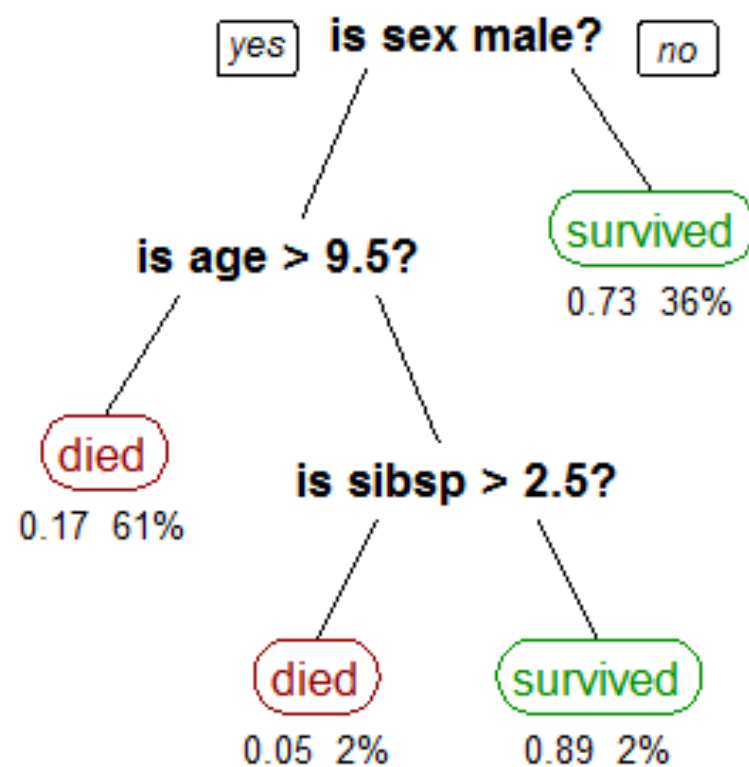 yes is sex male? no
survived
is age > 9.5?
0.73 36%
died
is sibsp > 2.5?
0.17 61%
died survived
0.05 2% 0.89 2%